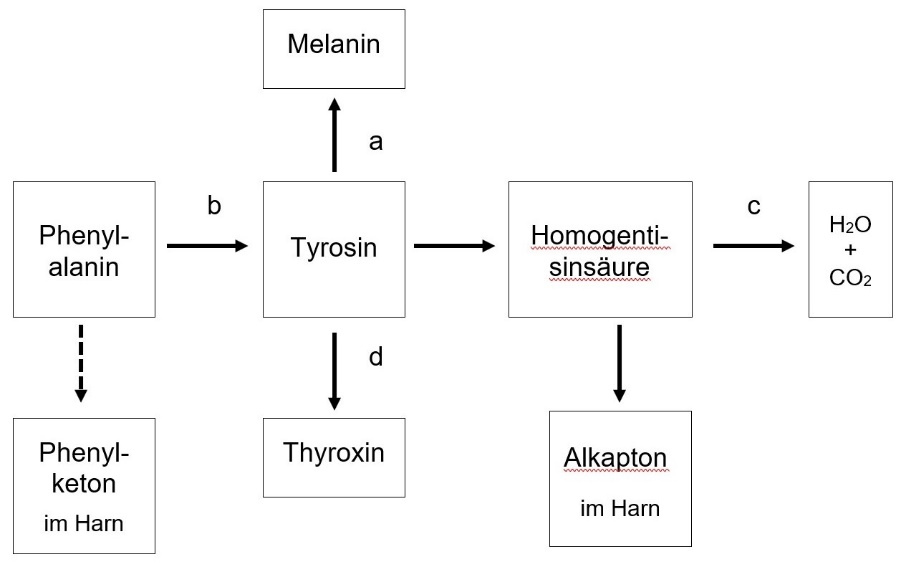 Melanin
a
b
c
Phenyl-
alanin
Tyrosin
Homogenti-
sinsäure
H2O
+
CO2
d
Phenyl-
keton
im Harn
Thyroxin
Alkapton
im Harn